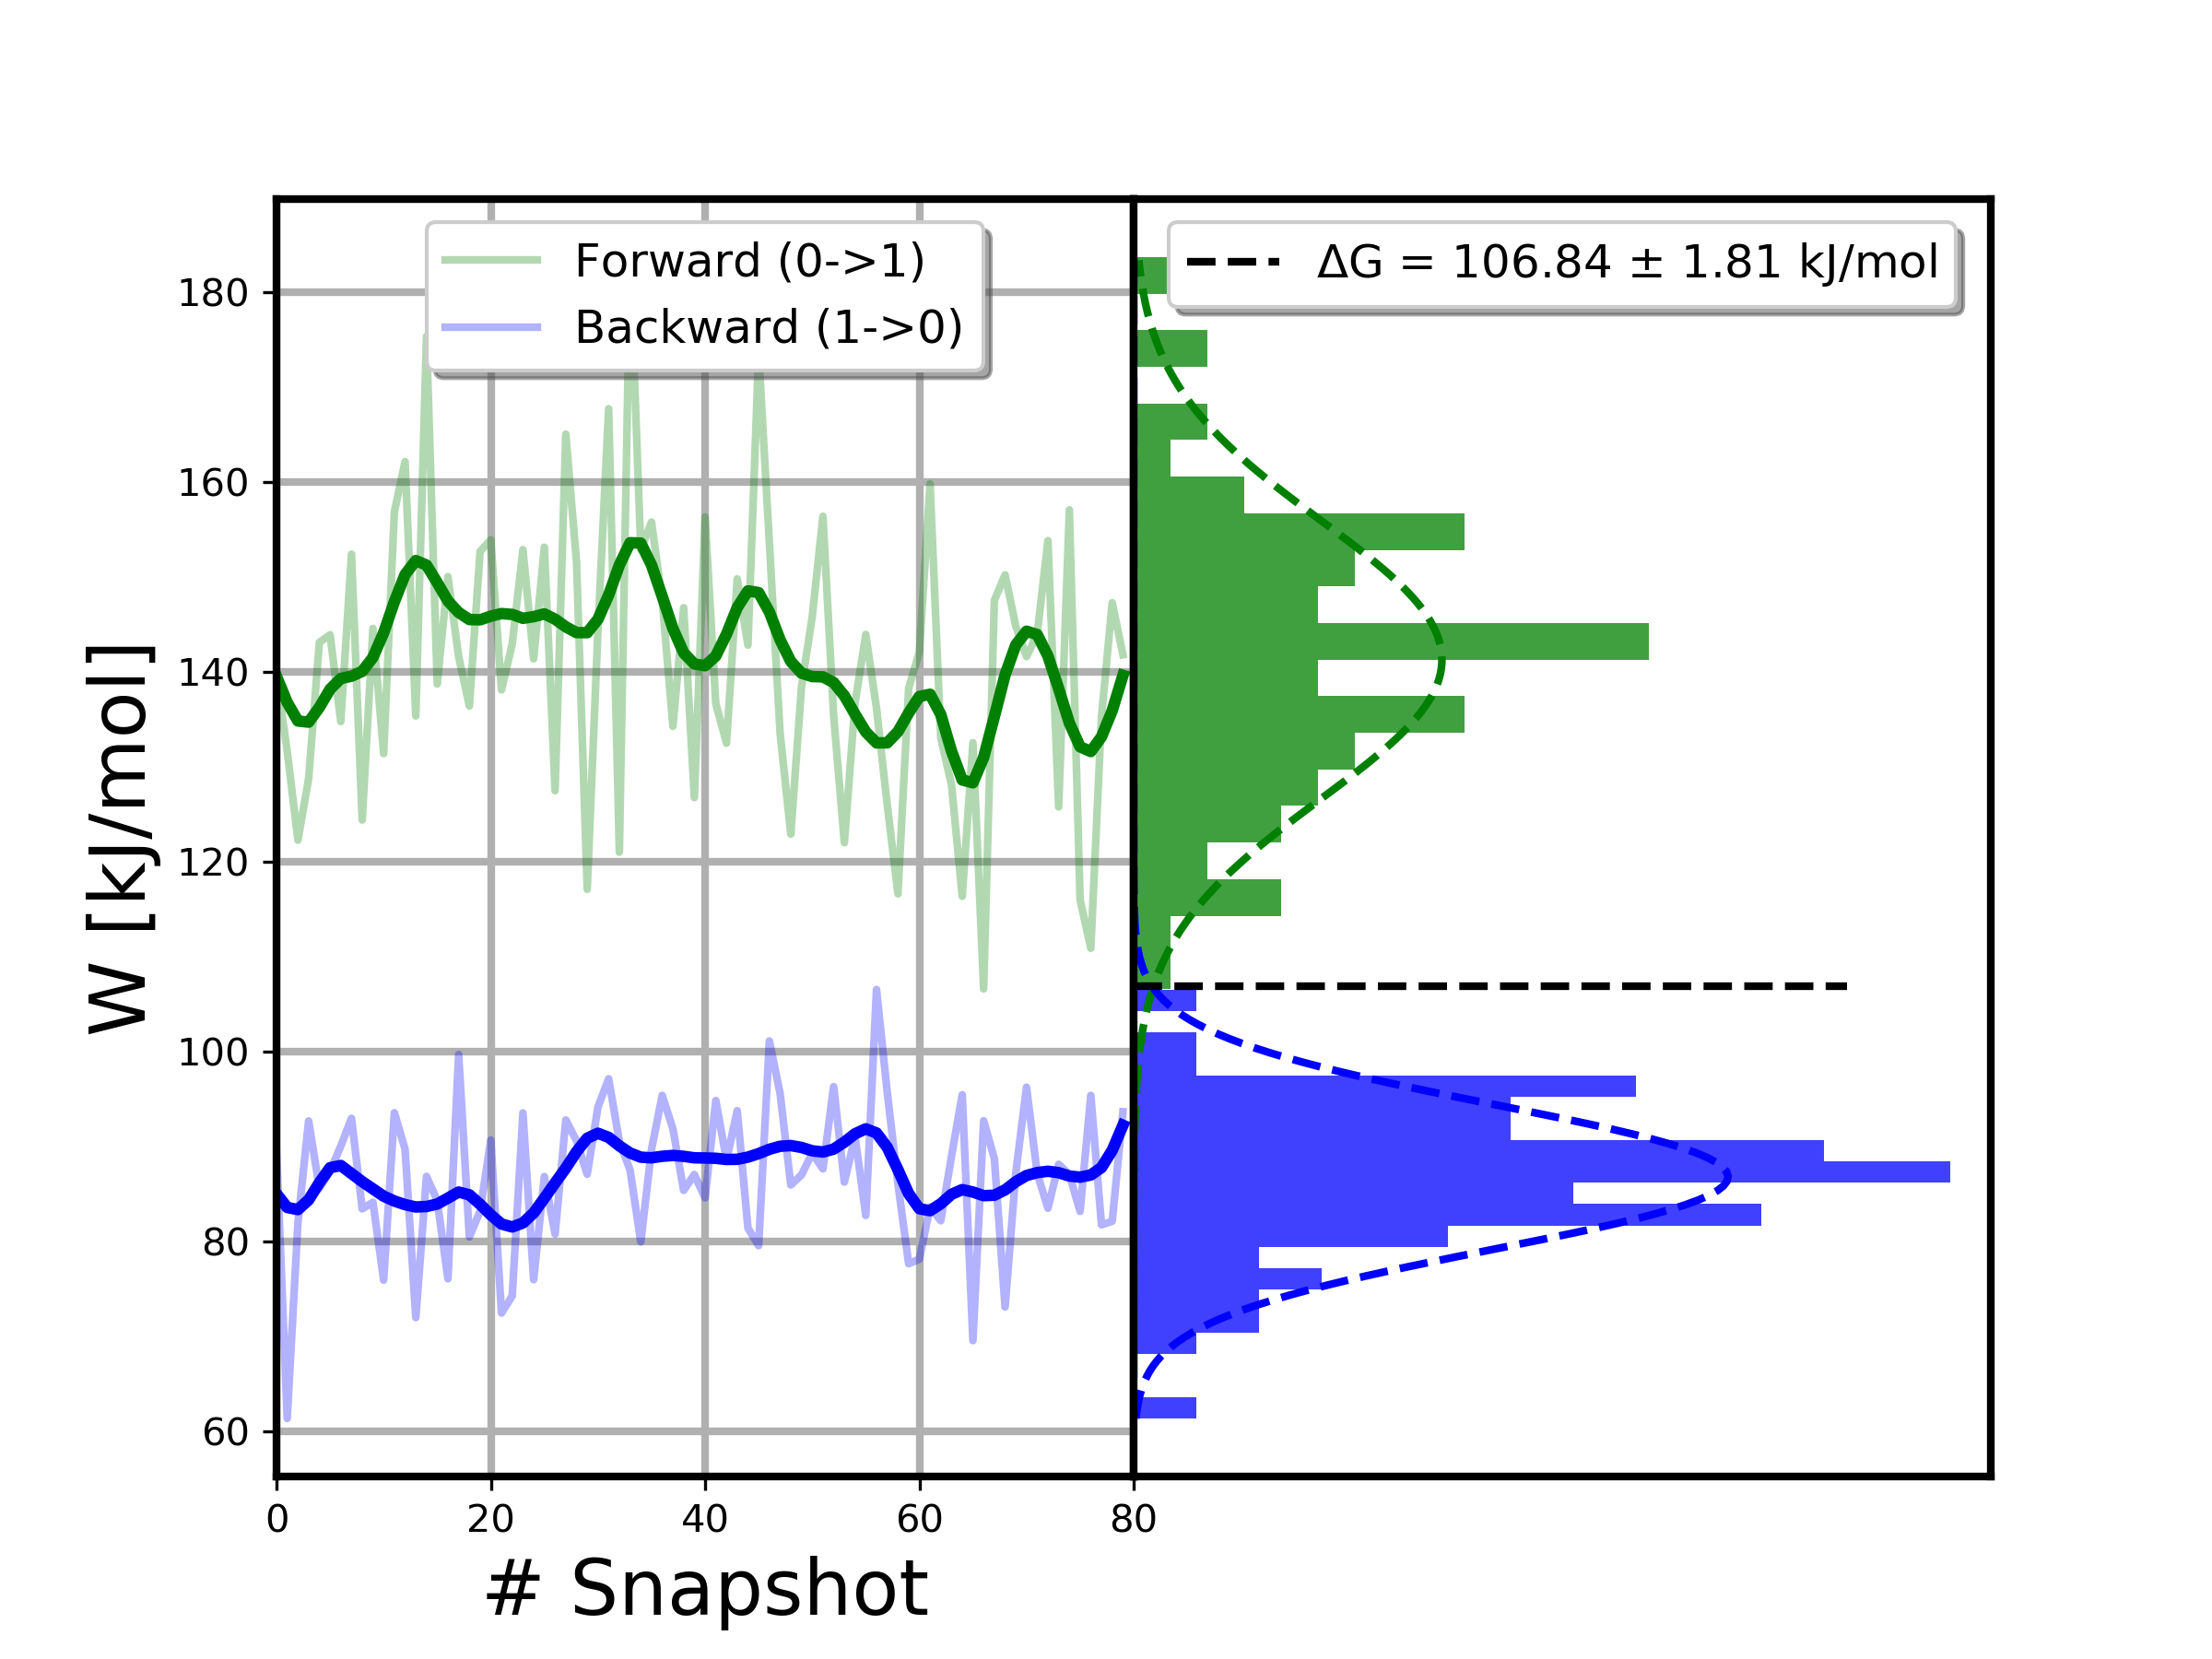 Forward (0->1)
Backward (1->0)
ΔG = 106.84 ± 1.81 kJ/mol
W [kJ/mol]
180
160
140
120
100
80
60
0 20 40 60 80
# Snapshot